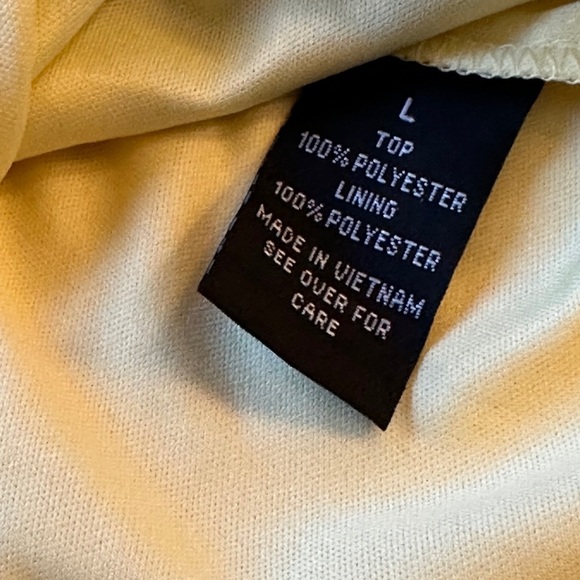 L
TOP
100% POLYESTER
LINING
100% POLYESTER
MADE IN VIETNAM
SEE OVER FOR
CARE